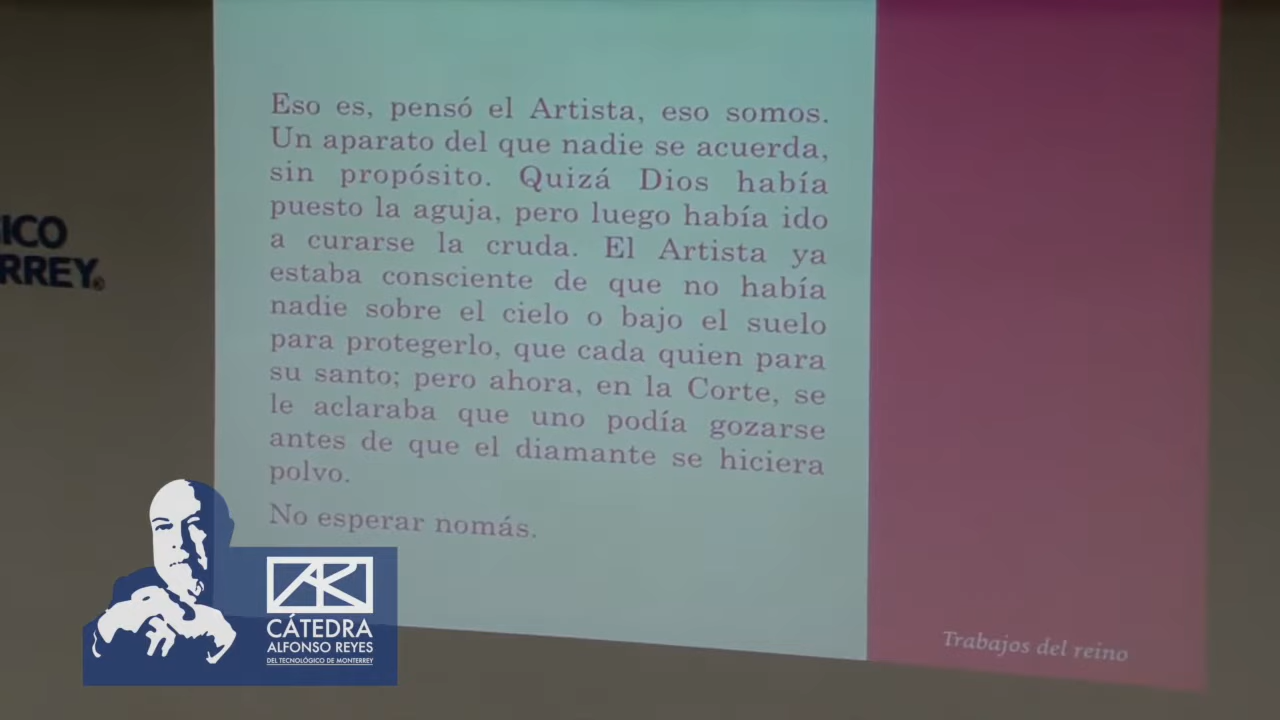 Eso es, pensó el Artista, eso somos.
Un aparato del que nadie se acuerda,
sin propósito. Quizá Dios había
puesto la aguja, pero luego había ido
a curarse la cruda. El Artista ya
estaba consciente de que no había
nadie sobre el cielo o bajo el suelo
para protegerlo, que cada quien para
su santo; pero ahora, en la Corte, se
le aclaraba que uno podía gozarse
antes de que el diamante se hiciera
polvo.
No esperar nomás.
Trabajos del reino
ICO
RREY®
CÁTEDRA
ALFONSO REYES
DEL TECNOLÓGICO DE MONTERREY